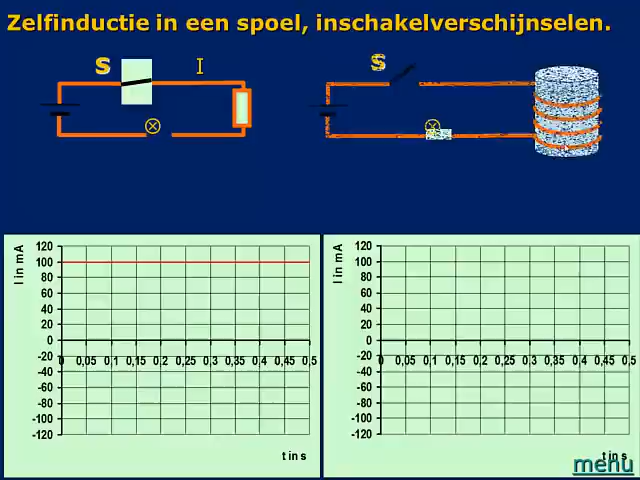 Zelfinductie in een spoel, inschakelverschijnselen.
S I S
I in mA
120
100
80
60
40
20
0
-20
-40
-60
-80
-100
-120
0 0,05 0,1 0,15 0,2 0,25 0,3 0,35 0,4 0,45 0,5
t in s
I in mA
120
100
80
60
40
20
0
-20
-40
-60
-80
-100
-120
0 0,05 0,1 0,15 0,2 0,25 0,3 0,35 0,4 0,45 0,5
t in s
menu